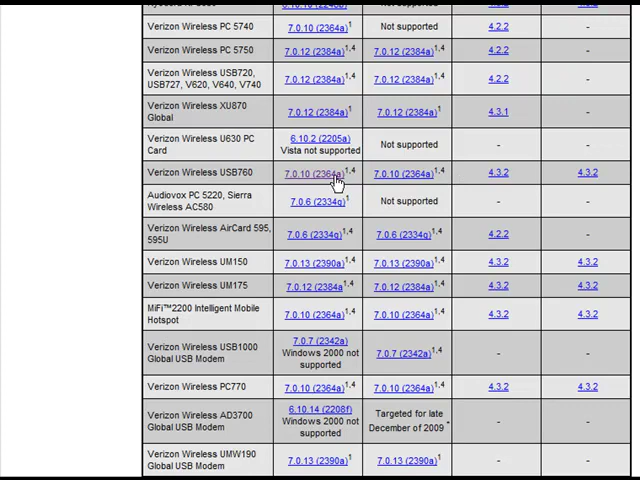 Verizon Wireless PC 5740 7.0.10 (2364a)1 Not supported 4.2.2 -
Verizon Wireless PC 5750 7.0.12 (2384a)1,4 7.0.12 (2384a)1,4 4.2.2 -
Verizon Wireless USB720,
USB727, V620, V640, V740 7.0.12 (2384a)1,4 7.0.12 (2384a)1,4 4.2.2 -
Verizon Wireless XU870
Global 7.0.12 (2384a)1 7.0.12 (2384a)1 4.3.1 -
Verizon Wireless U630 PC
Card 6.10.2 (2205a)
Vista not supported Not supported - -
Verizon Wireless USB760 7.0.10 (2364a)1,4 7.0.10 (2364a)1,4 4.3.2 4.3.2
Audiovox PC 5220, Sierra
Wireless AC580 7.0.6 (2334g)1 Not supported - -
Verizon Wireless AirCard 595,
595U 7.0.6 (2334g)1,4 7.0.6 (2334g)1,4 4.2.2 -
Verizon Wireless UM150 7.0.13 (2390a)1,4 7.0.13 (2390a)1,4 4.3.2 4.3.2
Verizon Wireless UM175 7.0.12 (2384a1,4 7.0.12 (2384a)1,4 4.3.2 4.3.2
MiFi™2200 Intelligent Mobile
Hotspot 7.0.10 (2364a)1,4 7.0.10 (2364a)1,4 4.3.2 4.3.2
Verizon Wireless USB1000
Global USB Modem 7.0.7 (2342a)
Windows 2000 not
supported 7.0.7 (2342a)1,4 - -
Verizon Wireless PC770 7.0.10 (2364a)1,4 7.0.10 (2364a)1,4 4.3.2 4.3.2
Verizon Wireless AD3700
Global USB Modem 6.10.14 (2208f)
Windows 2000 not
supported Targeted for late
December of 2009 * - -
Verizon Wireless UMW190
Global USB Modem 7.0.13 (2390a)1 7.0.13 (2390a)1 - -